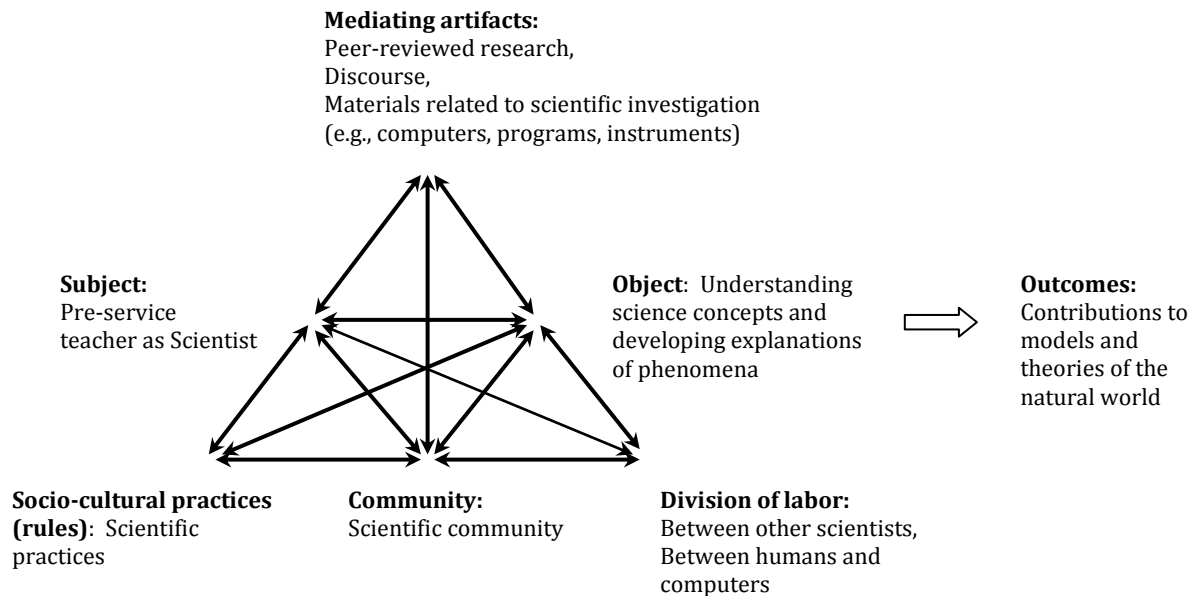 Mediating artifacts:
Peer-reviewed research,
Discourse,
Materials related to scientific investigation
(e.g., computers, programs, instruments)
Subject:
Pre-service
teacher as Scientist
Object:  Understanding
science concepts and
developing explanations
of phenomena
Outcomes:
Contributions to
models and
theories of the
natural world
Socio-cultural practices
(rules):  Scientific
practices
Community:
Scientific community
Division of labor:
Between other scientists,
Between humans and
computers